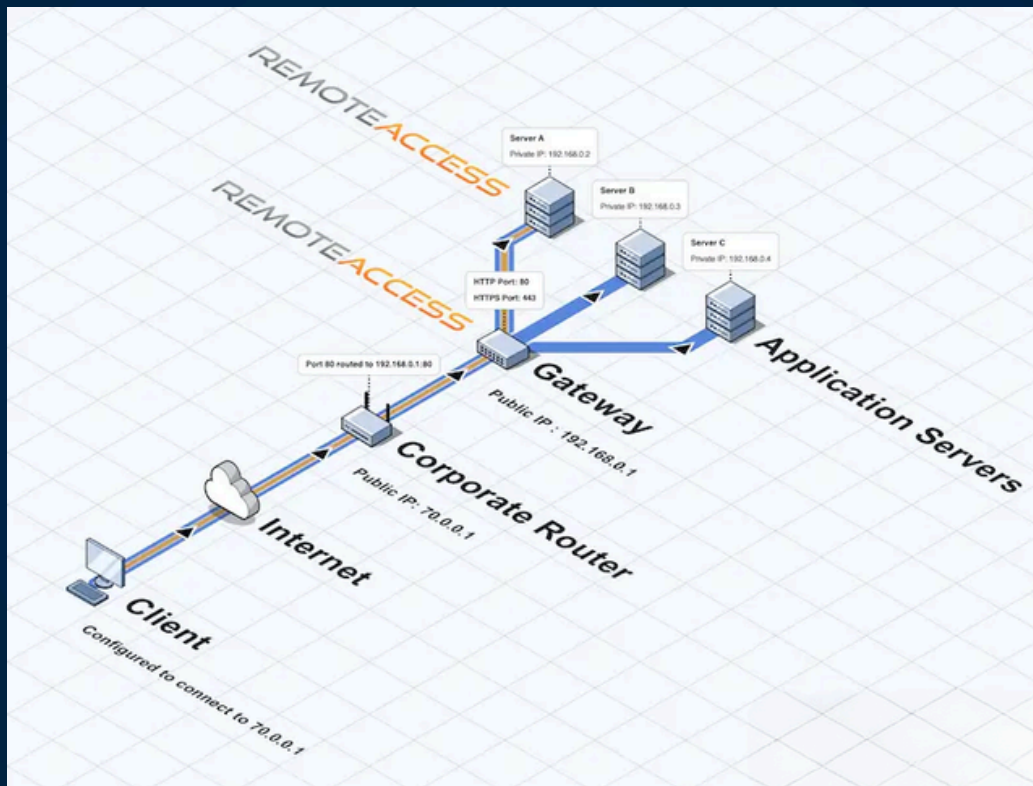 REMOTEACCESS
REMOTEACCESS
Server A
Private IP: 192.168.0.2
Server B
Private IP: 192.168.0.3
Server C
Private IP: 192.168.0.4
HTTP Port: 80
HTTPS Port: 443
Port 80 routed to 192.168.0.1:80
Application Servers
Gateway
Public IP : 192.168.0.1
Corporate Router
Public IP: 70.0.0.1
Internet
Client
Configured to connect to 70.0.0.1